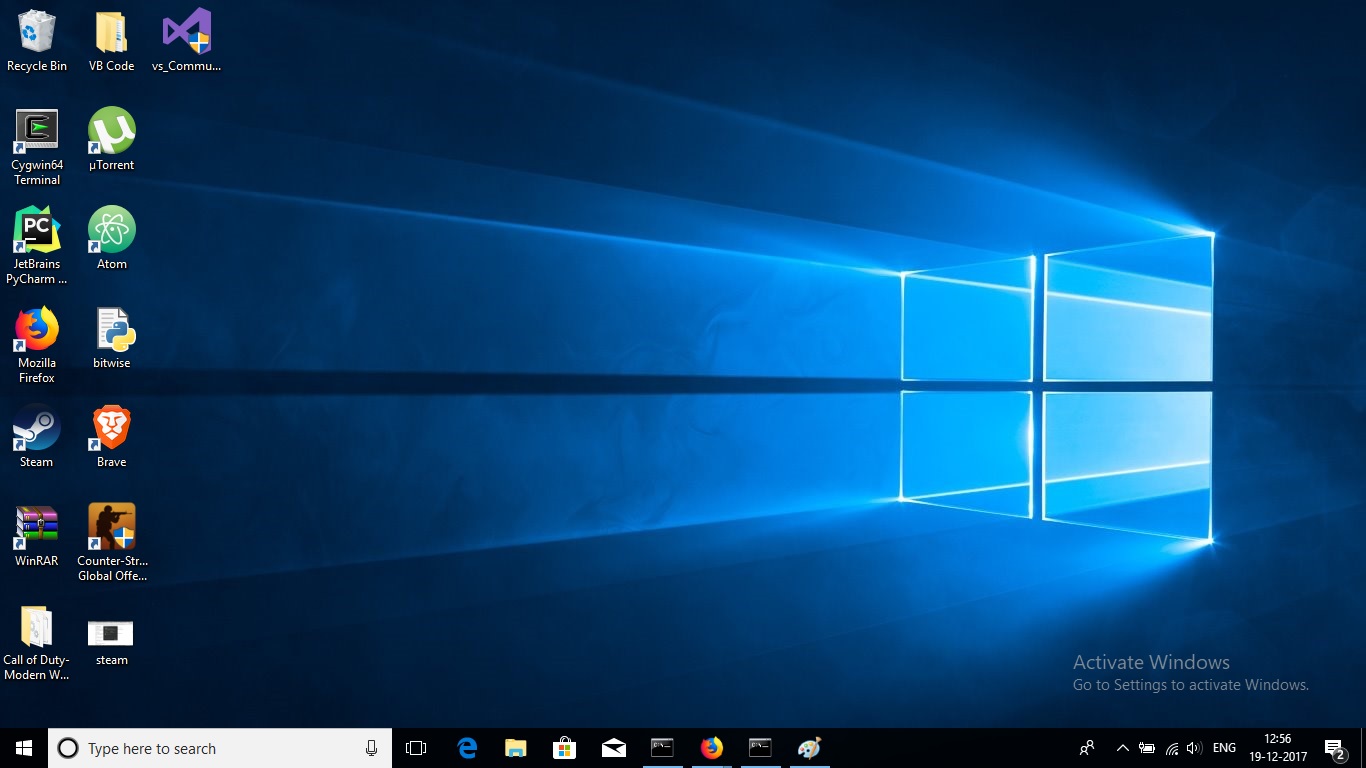 Recycle Bin
VB Code
vs_Commu...
Cygwin64
Terminal
µTorrent
PC
JetBrains
PyCharm ...
Atom
Mozilla
Firefox
bitwise
Steam
Brave
WinRAR
Counter-Str...
Global Offe...
Call of Duty-
Modern W...
steam
Activate Windows
Go to Settings to activate Windows.
Type here to search
ENG
12:56
19-12-2017
2